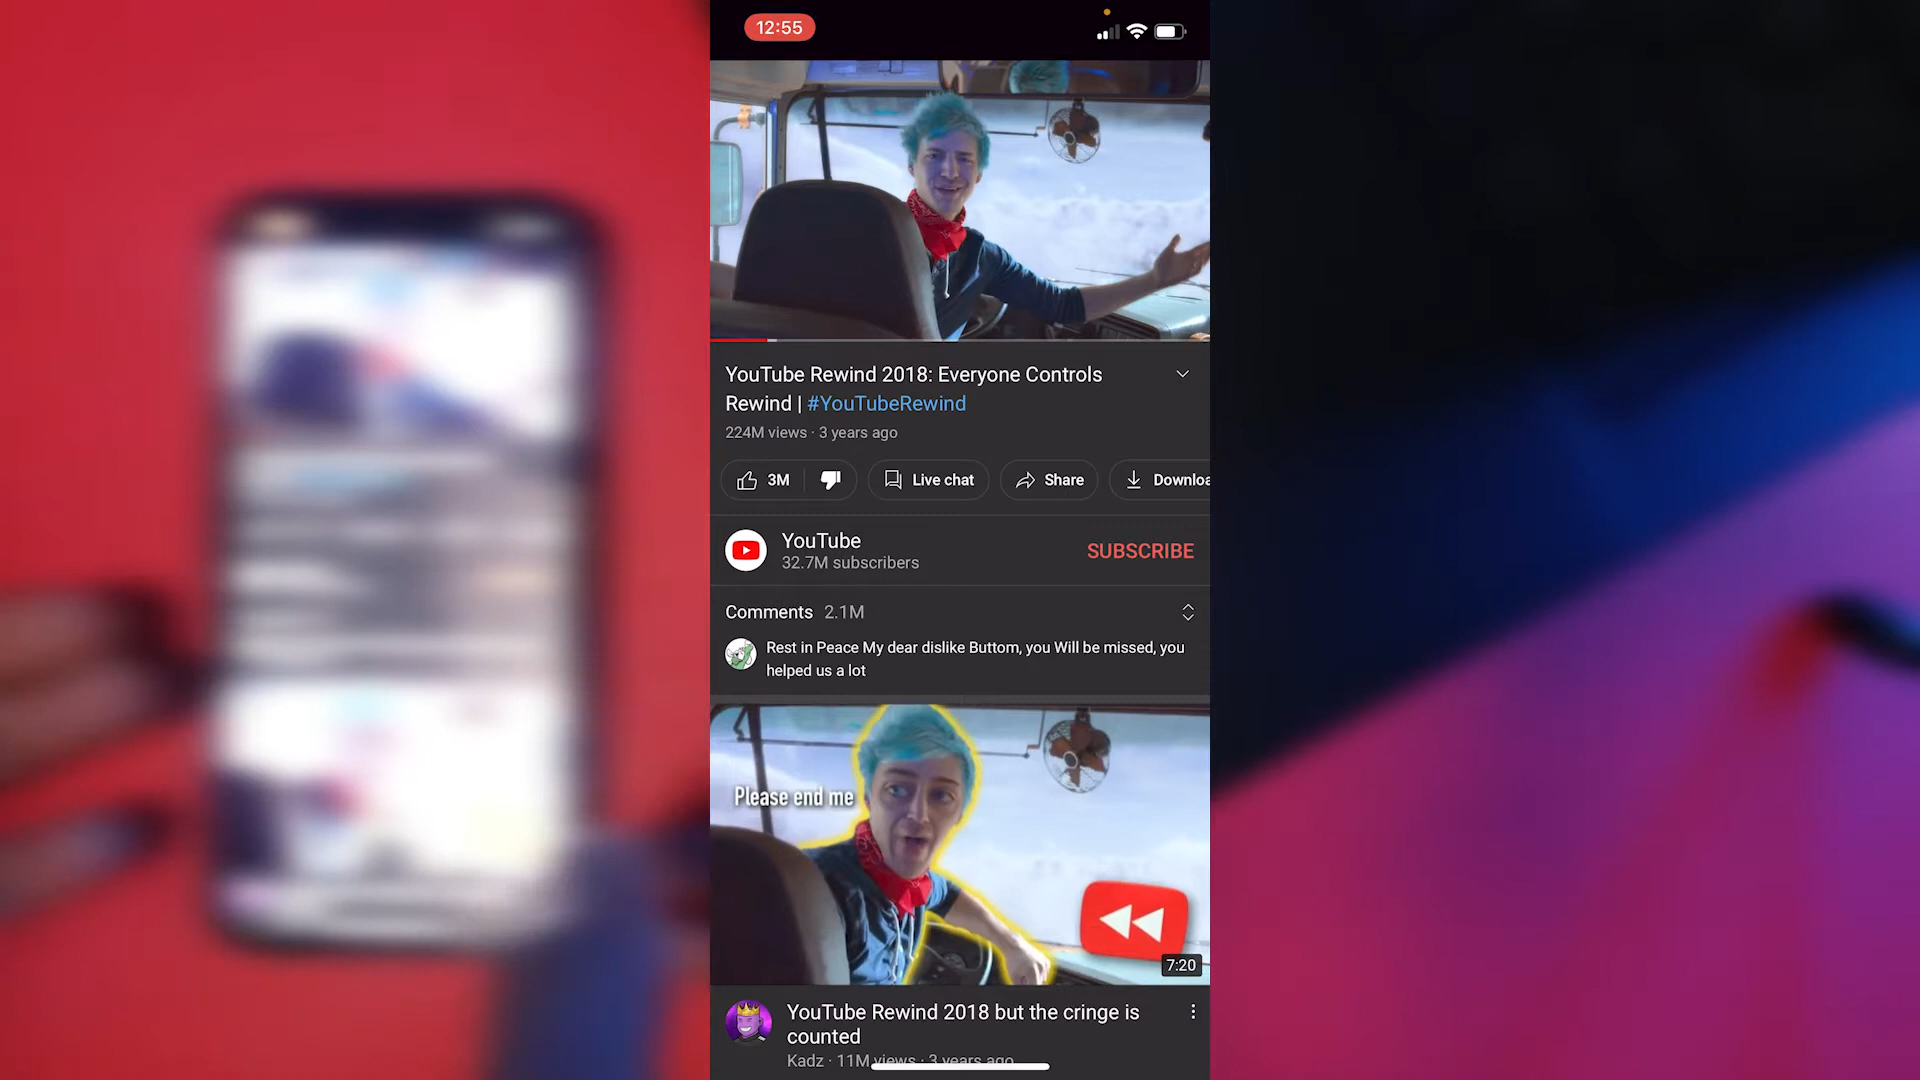 12:55
YouTube Rewind 2018: Everyone Controls
Rewind | #YouTubeRewind
224M views · 3 years ago
3M
Live chat
Share
Downloa
YouTube
32.7M subscribers
SUBSCRIBE
Comments 2.1M
Rest in Peace My dear dislike Buttom, you Will be missed, you
helped us a lot
Please end me
7:20
YouTube Rewind 2018 but the cringe is
counted
Kadz · 11M views · 3 years ago